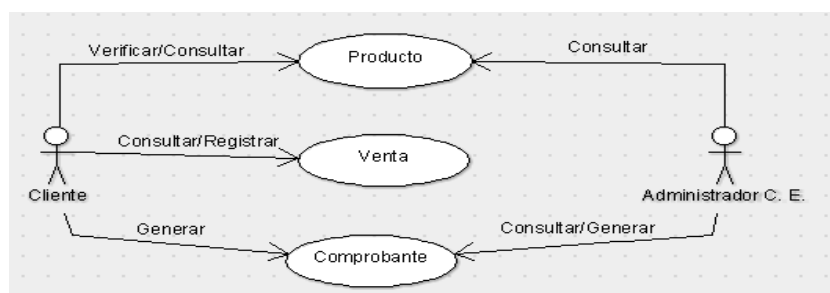 Verificar/Consultar
Producto
Consultar
Consultar/Registrar
Venta
Cliente
Administrador C. E.
Generar
Consultar/Generar
Comprobante